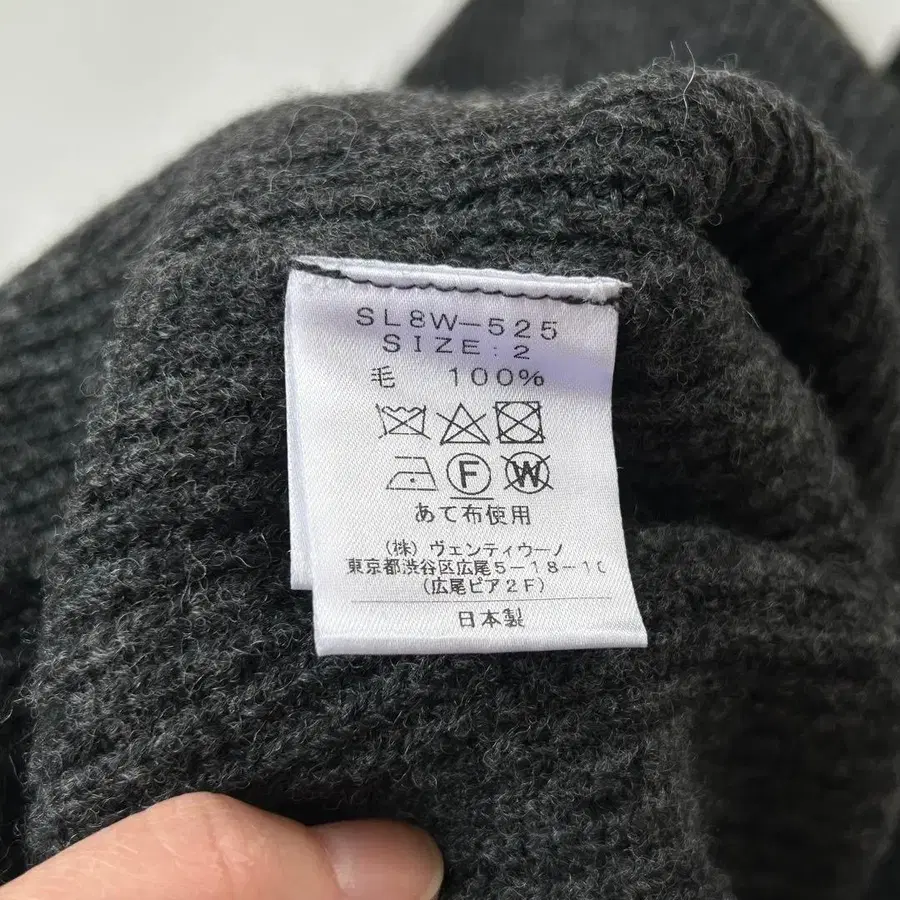 SL8W-525
SIZE:2
毛 100%
F W
あて布使用
(株) ヴェンティウーノ
東京都渋谷区広尾5-18-10
(広尾ピア2F)
日本製